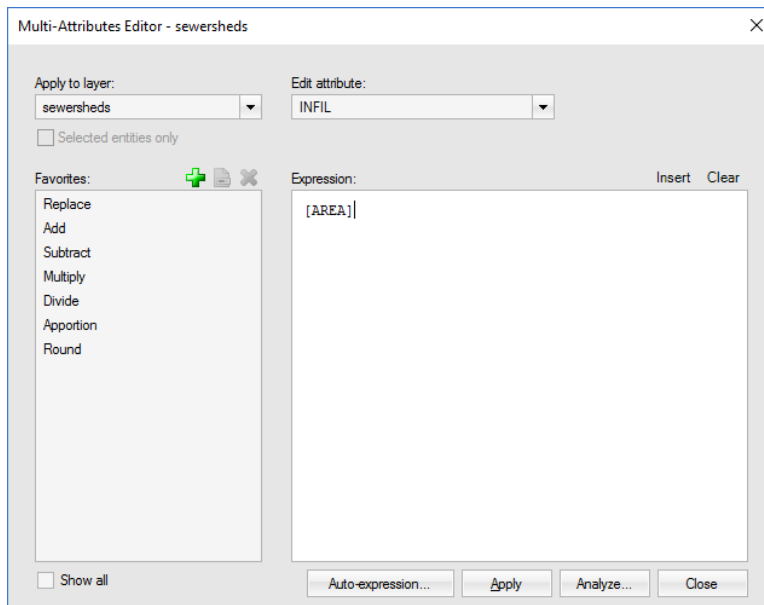 Multi-Attributes Editor - sewersheds
Apply to layer:
Edit attribute:
sewersheds
INFIL
Selected entities only
Favorites:
Expression:
Insert
Clear
Replace
Add
Subtract
Multiply
Divide
Apportion
Round
[AREA]
Show all
Auto-expression...
Apply
Analyze...
Close